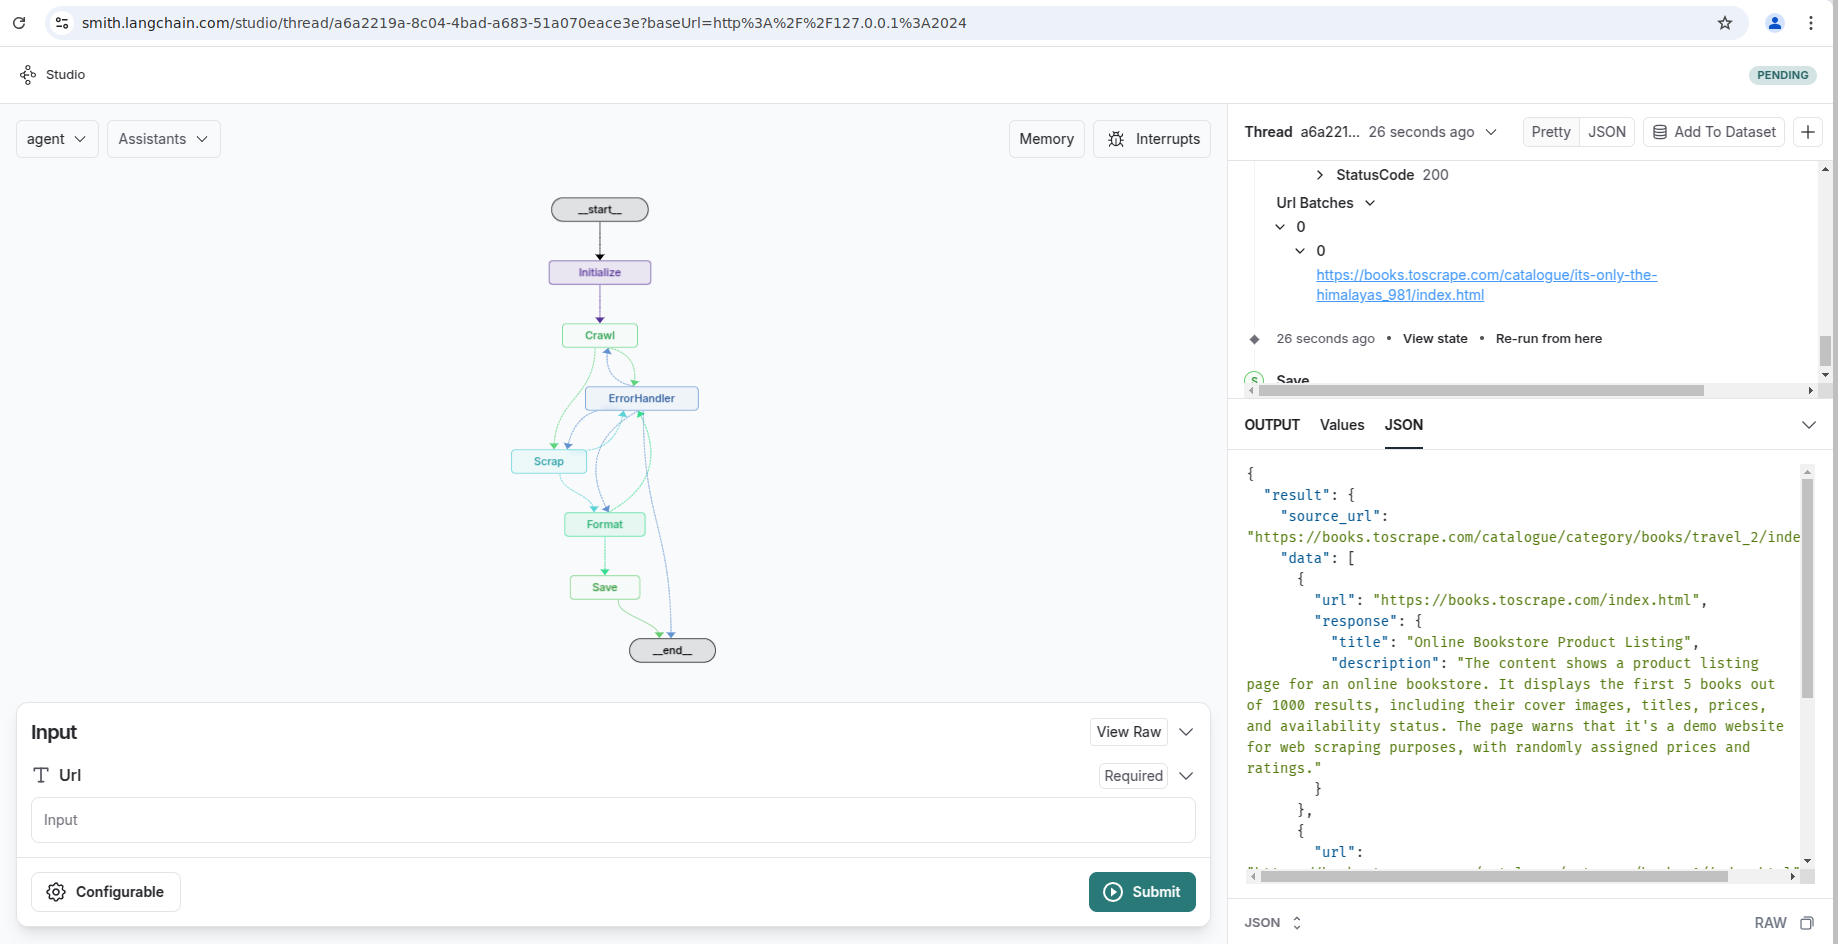 smith.langchain.com/studio/thread/a6a2219a-8c04-4bad-a683-51a070eace3e?baseUrl=http%3A%2F%2F127.0.0.1%3A2024
Studio
PENDING
agent
Assistants
Memory
Interrupts
__start__
Initialize
Crawl
ErrorHandler
Scrap
Format
Save
__end__
Input
View Raw
Url
Required
Input
Configurable
Submit
Thread a6a221... 26 seconds ago
Pretty
JSON
Add To Dataset
StatusCode 200
Url Batches
0
0
https://books.toscrape.com/catalogue/its-only-the-
himalayas_981/index.html
26 seconds ago • View state • Re-run from here
S Save
OUTPUT Values JSON
{
"result": {
"source_url":
"https://books.toscrape.com/catalogue/category/books/travel_2/inde
"data": [
{
"url": "https://books.toscrape.com/index.html",
"response": {
"title": "Online Bookstore Product Listing",
"description": "The content shows a product listing
page for an online bookstore. It displays the first 5 books out
of 1000 results, including their cover images, titles, prices,
and availability status. The page warns that it's a demo website
for web scraping purposes, with randomly assigned prices and
ratings."
}
},
{
"url":
JSON
RAW